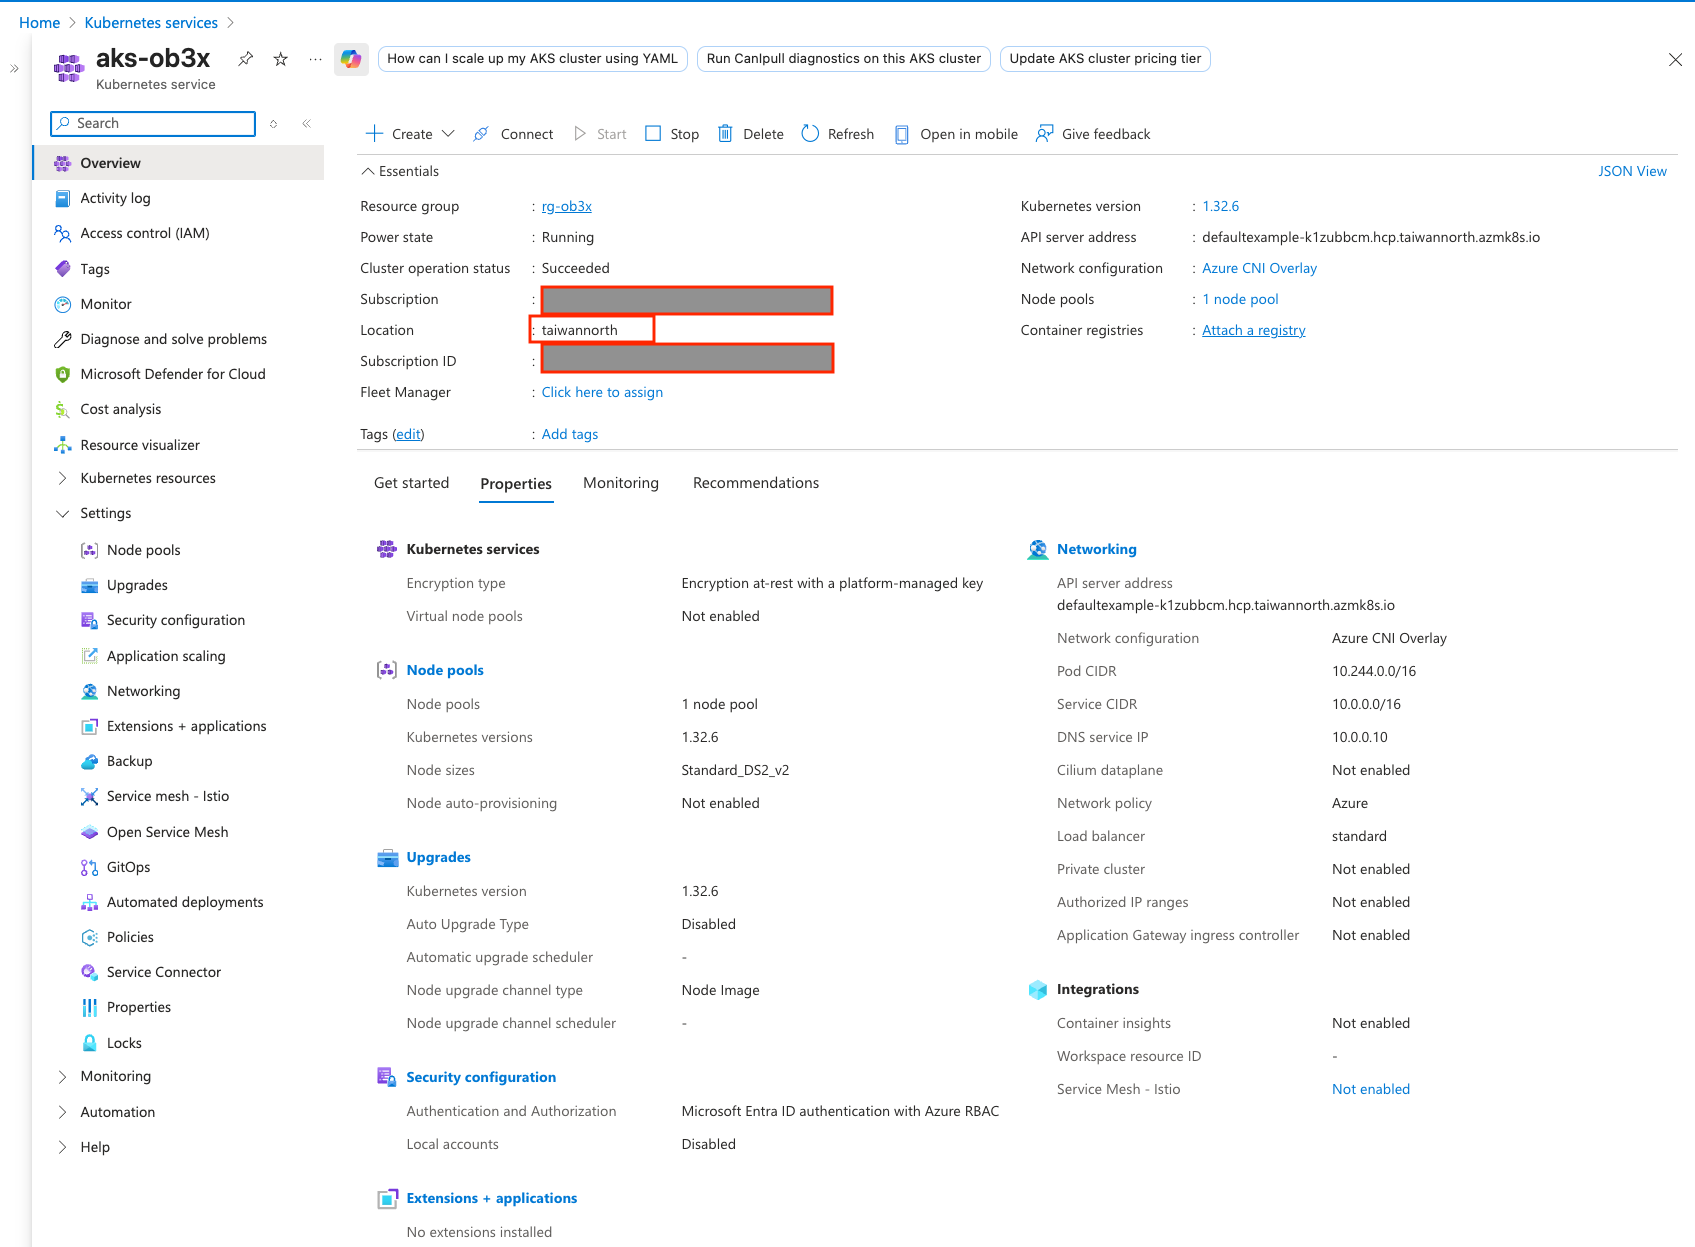 Home > Kubernetes services >
aks-ob3x
Kubernetes service
How can I scale up my AKS cluster using YAML
Run CanIpull diagnostics on this AKS cluster
Update AKS cluster pricing tier
Search
Overview
Activity log
Access control (IAM)
Tags
Monitor
Diagnose and solve problems
Microsoft Defender for Cloud
Cost analysis
Resource visualizer
Kubernetes resources
Settings
Node pools
Upgrades
Security configuration
Application scaling
Networking
Extensions + applications
Backup
Service mesh - Istio
Open Service Mesh
GitOps
Automated deployments
Policies
Service Connector
Properties
Locks
Monitoring
Automation
Help
Create Connect Start Stop Delete Refresh Open in mobile Give feedback
Essentials
JSON View
Resource group : rg-ob3x
Power state : Running
Cluster operation status : Succeeded
Subscription :
Location : taiwannorth
Subscription ID :
Fleet Manager : Click here to assign
Tags (edit) : Add tags
Kubernetes version : 1.32.6
API server address : defaultexample-k1zubbcm.hcp.taiwannorth.azmk8s.io
Network configuration : Azure CNI Overlay
Node pools : 1 node pool
Container registries : Attach a registry
Get started Properties Monitoring Recommendations
Kubernetes services
Encryption type Encryption at-rest with a platform-managed key
Virtual node pools Not enabled
Node pools
Node pools 1 node pool
Kubernetes versions 1.32.6
Node sizes Standard_DS2_v2
Node auto-provisioning Not enabled
Upgrades
Kubernetes version 1.32.6
Auto Upgrade Type Disabled
Automatic upgrade scheduler -
Node upgrade channel type Node Image
Node upgrade channel scheduler -
Security configuration
Authentication and Authorization Microsoft Entra ID authentication with Azure RBAC
Local accounts Disabled
Extensions + applications
No extensions installed
Networking
API server address
defaultexample-k1zubbcm.hcp.taiwannorth.azmk8s.io
Network configuration Azure CNI Overlay
Pod CIDR 10.244.0.0/16
Service CIDR 10.0.0.0/16
DNS service IP 10.0.0.10
Cilium dataplane Not enabled
Network policy Azure
Load balancer standard
Private cluster Not enabled
Authorized IP ranges Not enabled
Application Gateway ingress controller Not enabled
Integrations
Container insights Not enabled
Workspace resource ID -
Service Mesh - Istio Not enabled